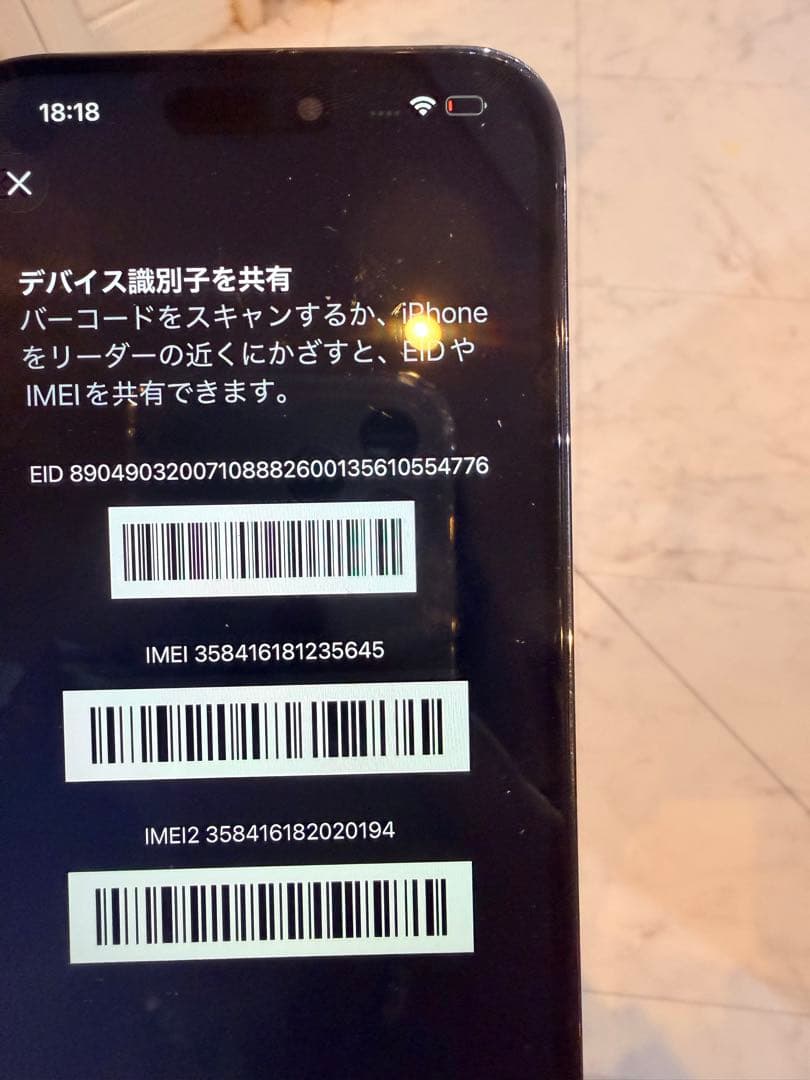 18:18
デバイス識別子を共有
バーコードをスキャンするか、iPhone
をリーダーの近くにかざすと、EIDや
IMEIを共有できます。
EID 89049032007108882600135610554776
IMEI 358416181235645
IMEI2 358416182020194